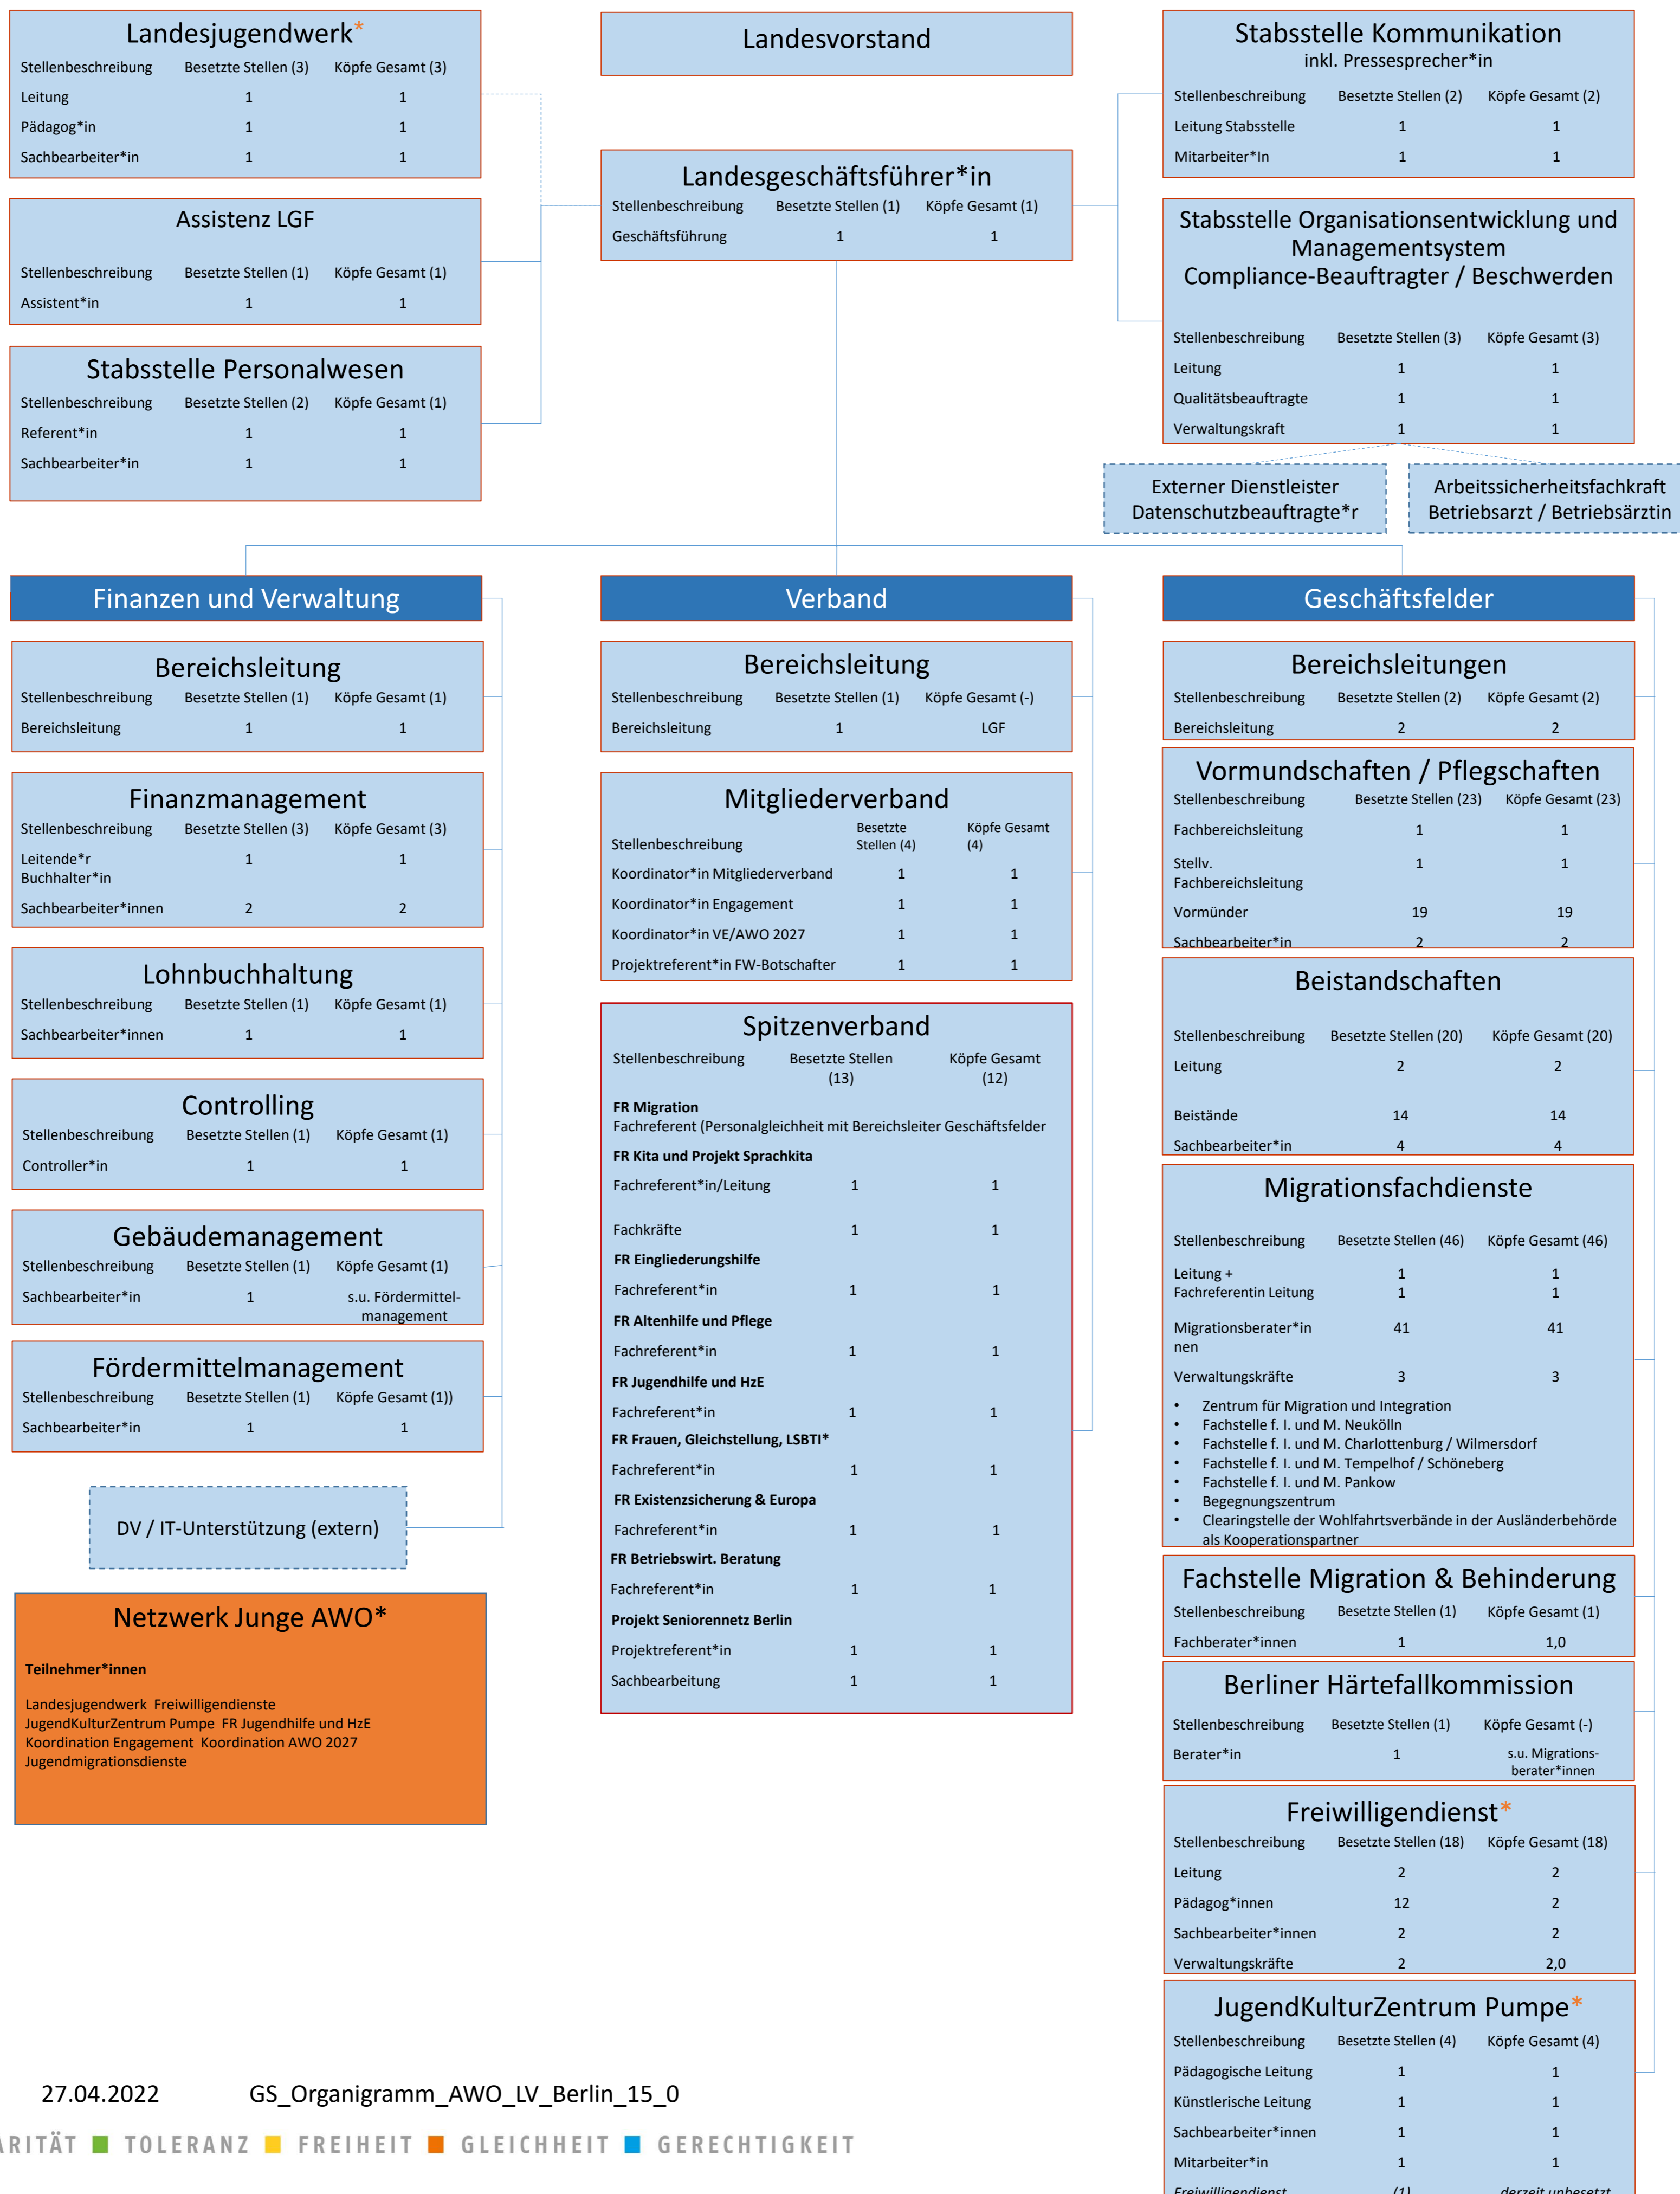 Landesjugendwerk*
Stellenbeschreibung Besetzte Stellen (3) Köpfe Gesamt (3)
Leitung 1 1
Pädagog*in 1 1
Sachbearbeiter*in 1 1
Assistenz LGF
Stellenbeschreibung Besetzte Stellen (1) Köpfe Gesamt (1)
Assistent*in 1 1
Stabsstelle Personalwesen
Stellenbeschreibung Besetzte Stellen (2) Köpfe Gesamt (1)
Referent*in 1 1
Sachbearbeiter*in 1 1
Landesvorstand
Landesgeschäftsführer*in
Stellenbeschreibung Besetzte Stellen (1) Köpfe Gesamt (1)
Geschäftsführung 1 1
Stabsstelle Kommunikation
inkl. Pressesprecher*in
Stellenbeschreibung Besetzte Stellen (2) Köpfe Gesamt (2)
Leitung Stabsstelle 1 1
Mitarbeiter*In 1 1
Stabsstelle Organisationsentwicklung und
Managementsystem
Compliance-Beauftragter / Beschwerden
Stellenbeschreibung Besetzte Stellen (3) Köpfe Gesamt (3)
Leitung 1 1
Qualitätsbeauftragte 1 1
Verwaltungskraft 1 1
Externer Dienstleister
Datenschutzbeauftragte*r
Arbeitssicherheitsfachkraft
Betriebsarzt / Betriebsärztin
Finanzen und Verwaltung
Bereichsleitung
Stellenbeschreibung Besetzte Stellen (1) Köpfe Gesamt (1)
Bereichsleitung 1 1
Finanzmanagement
Stellenbeschreibung Besetzte Stellen (3) Köpfe Gesamt (3)
Leitende*r 1 1
Buchhalter*in
Sachbearbeiter*innen 2 2
Lohnbuchhaltung
Stellenbeschreibung Besetzte Stellen (1) Köpfe Gesamt (1)
Sachbearbeiter*innen 1 1
Controlling
Stellenbeschreibung Besetzte Stellen (1) Köpfe Gesamt (1)
Controller*in 1 1
Gebäudemanagement
Stellenbeschreibung Besetzte Stellen (1) Köpfe Gesamt (1)
Sachbearbeiter*in 1 s.u. Fördermittel-
management
Fördermittelmanagement
Stellenbeschreibung Besetzte Stellen (1) Köpfe Gesamt (1))
Sachbearbeiter*in 1 1
DV / IT-Unterstützung (extern)
Netzwerk Junge AWO*
Teilnehmer*innen
Landesjugendwerk Freiwilligendienste
JugendKulturZentrum Pumpe FR Jugendhilfe und HzE
Koordination Engagement Koordination AWO 2027
Jugendmigrationsdienste
Verband
Bereichsleitung
Stellenbeschreibung Besetzte Stellen (1) Köpfe Gesamt (-)
Bereichsleitung 1 LGF
Mitgliederverband
Besetzte Köpfe Gesamt
Stellenbeschreibung Stellen (4) (4)
Koordinator*in Mitgliederverband 1 1
Koordinator*in Engagement 1 1
Koordinator*in VE/AWO 2027 1 1
Projektreferent*in FW-Botschafter 1 1
Spitzenverband
Stellenbeschreibung Besetzte Stellen Köpfe Gesamt
(13) (12)
FR Migration
Fachreferent (Personalgleichheit mit Bereichsleiter Geschäftsfelder
FR Kita und Projekt Sprachkita
Fachreferent*in/Leitung 1 1
Fachkräfte 1 1
FR Eingliederungshilfe
Fachreferent*in 1 1
FR Altenhilfe und Pflege
Fachreferent*in 1 1
FR Jugendhilfe und HzE
Fachreferent*in 1 1
FR Frauen, Gleichstellung, LSBTI*
Fachreferent*in 1 1
FR Existenzsicherung & Europa
Fachreferent*in 1 1
FR Betriebswirt. Beratung
Fachreferent*in 1 1
Projekt Seniorennetz Berlin
Projektreferent*in 1 1
Sachbearbeitung 1 1
Geschäftsfelder
Bereichsleitungen
Stellenbeschreibung Besetzte Stellen (2) Köpfe Gesamt (2)
Bereichsleitung 2 2
Vormundschaften / Pflegschaften
Stellenbeschreibung Besetzte Stellen (23) Köpfe Gesamt (23)
Fachbereichsleitung 1 1
Stellv. 1 1
Fachbereichsleitung
Vormünder 19 19
Sachbearbeiter*in 2 2
Beistandschaften
Stellenbeschreibung Besetzte Stellen (20) Köpfe Gesamt (20)
Leitung 2 2
Beistände 14 14
Sachbearbeiter*in 4 4
Migrationsfachdienste
Stellenbeschreibung Besetzte Stellen (46) Köpfe Gesamt (46)
Leitung + 1 1
Fachreferentin Leitung 1 1
Migrationsberater*in 41 41
nen
Verwaltungskräfte 3 3
• Zentrum für Migration und Integration
• Fachstelle f. I. und M. Neukölln
• Fachstelle f. I. und M. Charlottenburg / Wilmersdorf
• Fachstelle f. I. und M. Tempelhof / Schöneberg
• Fachstelle f. I. und M. Pankow
• Begegnungszentrum
• Clearingstelle der Wohlfahrtsverbände in der Ausländerbehörde
als Kooperationspartner
Fachstelle Migration & Behinderung
Stellenbeschreibung Besetzte Stellen (1) Köpfe Gesamt (1)
Fachberater*innen 1 1,0
Berliner Härtefallkommission
Stellenbeschreibung Besetzte Stellen (1) Köpfe Gesamt (-)
Berater*in 1 s.u. Migrations-
berater*innen
Freiwilligendienst*
Stellenbeschreibung Besetzte Stellen (18) Köpfe Gesamt (18)
Leitung 2 2
Pädagog*innen 12 2
Sachbearbeiter*innen 2 2
Verwaltungskräfte 2 2,0
JugendKulturZentrum Pumpe*
Stellenbeschreibung Besetzte Stellen (4) Köpfe Gesamt (4)
Pädagogische Leitung 1 1
Künstlerische Leitung 1 1
Sachbearbeiter*innen 1 1
Mitarbeiter*in 1 1
Freiwilligendienst (1) derzeit unbesetzt
27.04.2022 GS_Organigramm_AWO_LV_Berlin_15_0
ARITÄT TOLERANZ FREIHEIT GLEICHHEIT GERECHTIGKEIT